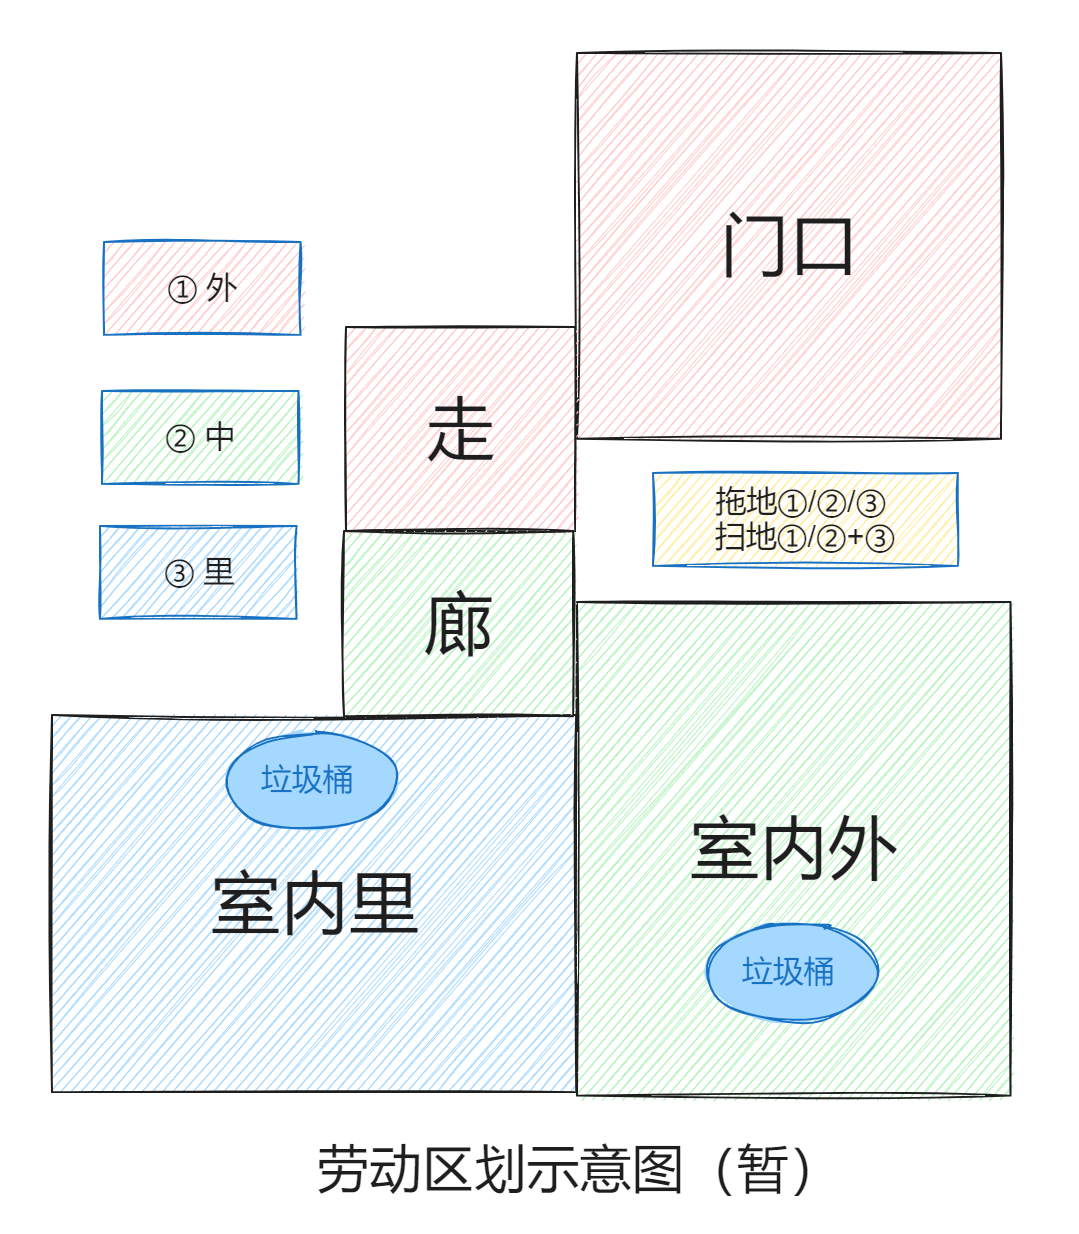 门口
① 外
走
② 中
拖地①/②/③
扫地①/②+③
③ 里
廊
垃圾桶
室内里
室内外
垃圾桶
劳动区划示意图（暂）